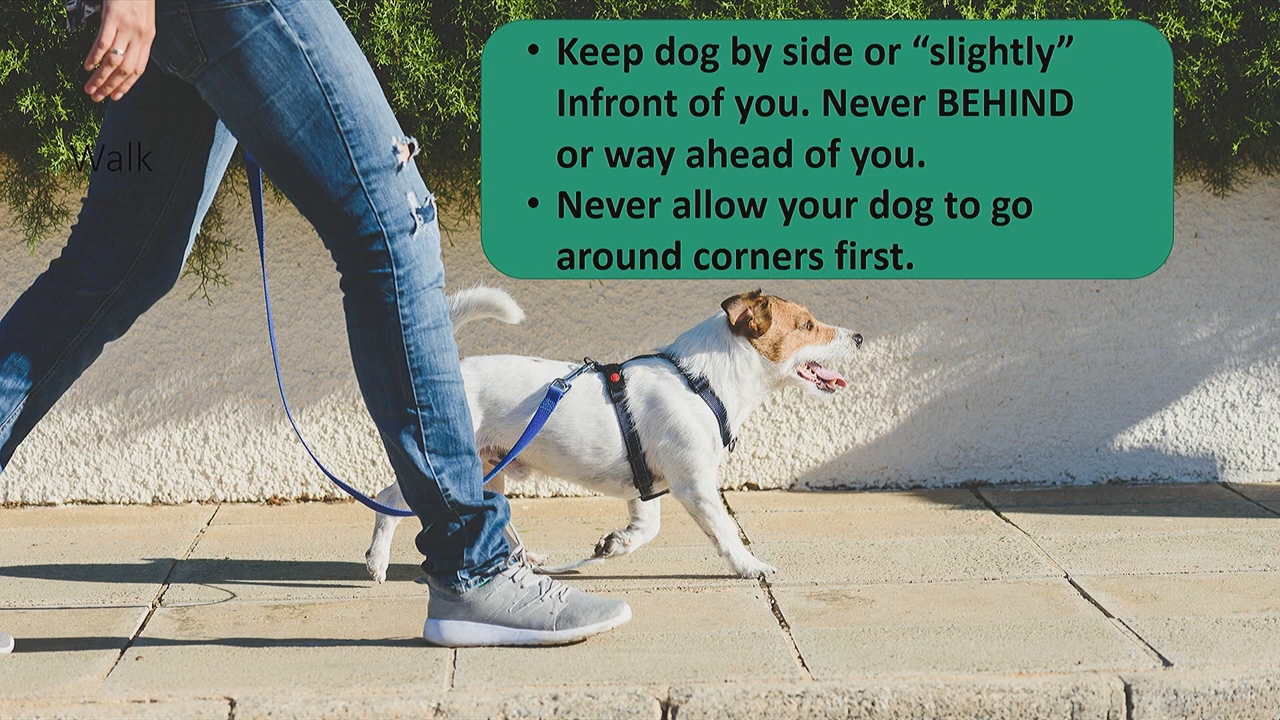 Walk
• Keep dog by side or “slightly”
Infront of you. Never BEHIND
or way ahead of you.
• Never allow your dog to go
around corners first.